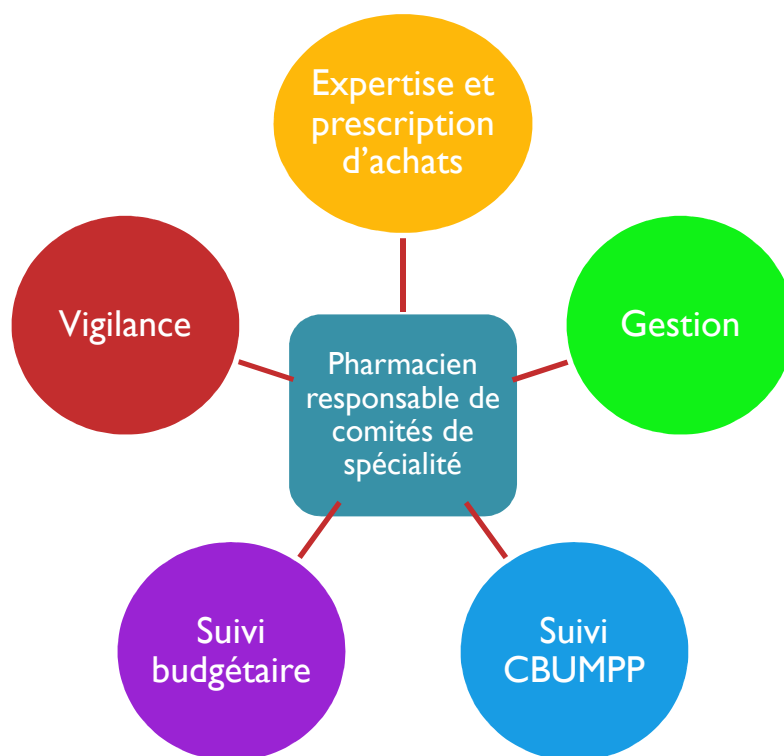 Expertise et
prescription
d'achats
Vigilance
Gestion
Pharmacien
responsable de
comités de
spécialité
Suivi
budgétaire
Suivi
CBUMPP